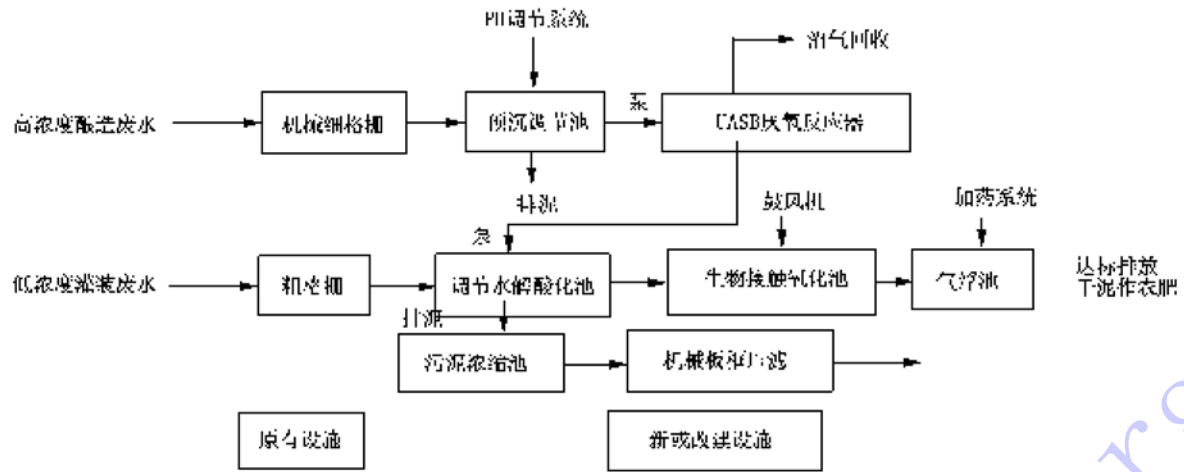 PH调节系统
沼气回收
高浓度酿造废水
机械细格栅
预沉调节池
泵
UASB厌氧反应器
排泥
鼓风机
加药系统
泵
低浓度灌装废水
粗格栅
调节水解酸化池
生物接触氧化池
气浮池
达标排放
干泥作农肥
排泥
污泥浓缩池
机械板框压滤
原有设施
新或改建设施
rs